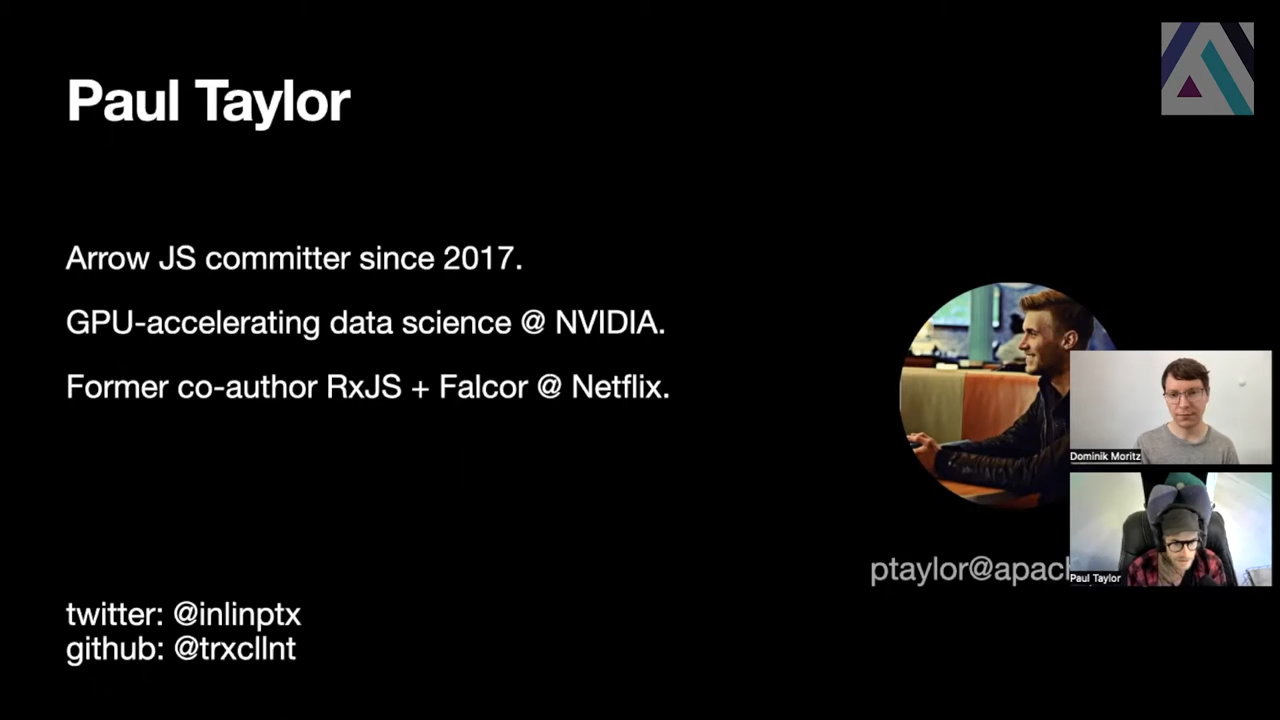 Paul Taylor
Arrow JS committer since 2017.
GPU-accelerating data science @ NVIDIA.
Former co-author RxJS + Falcor @ Netflix.
Dominik Moritz
ptaylor@apach
Paul Taylor
twitter: @inlinptx
github: @trxcllnt